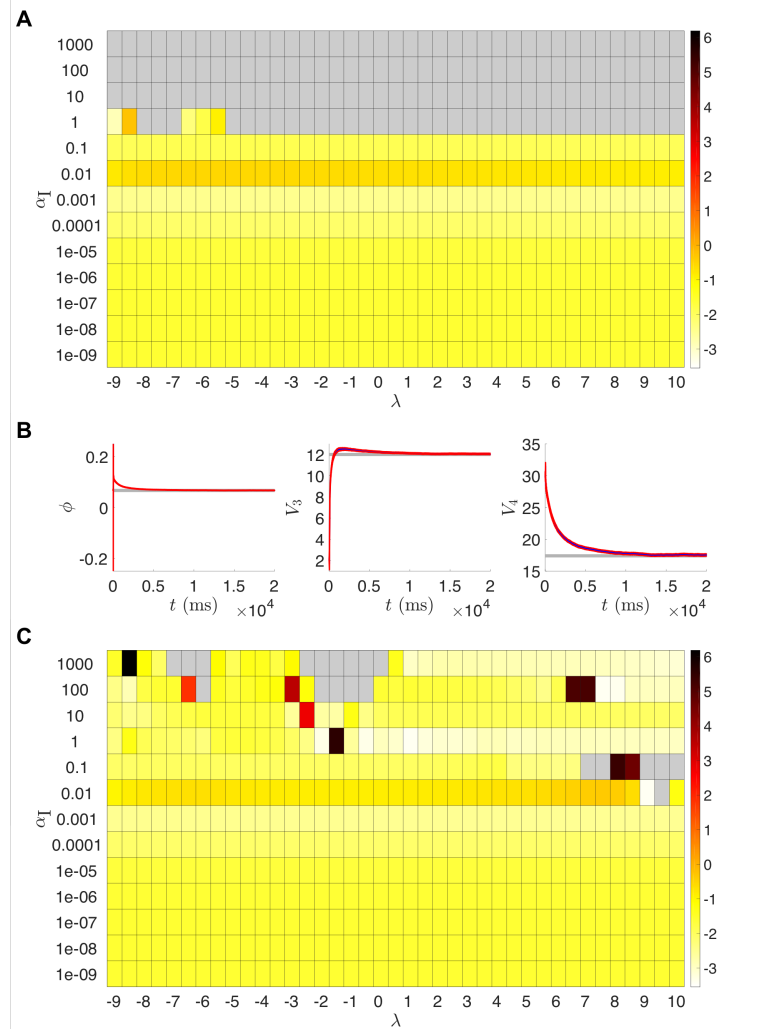 A
1000
100
10
1
0.1
0.01
0.001
0.0001
1e-05
1e-06
1e-07
1e-08
1e-09
αI
-9 -8 -7 -6 -5 -4 -3 -2 -1 0 1 2 3 4 5 6 7 8 9 10
λ
6
5
4
3
2
1
0
-1
-2
-3
B
0.2
0
-0.2
ϕ
0 0.5 1 1.5 2
t (ms) ×10^4
12
10
8
6
4
2
V3
0 0.5 1 1.5 2
t (ms) ×10^4
35
30
25
20
15
V4
0 0.5 1 1.5 2
t (ms) ×10^4
C
1000
100
10
1
0.1
0.01
0.001
0.0001
1e-05
1e-06
1e-07
1e-08
1e-09
αI
-9 -8 -7 -6 -5 -4 -3 -2 -1 0 1 2 3 4 5 6 7 8 9 10
λ
6
5
4
3
2
1
0
-1
-2
-3